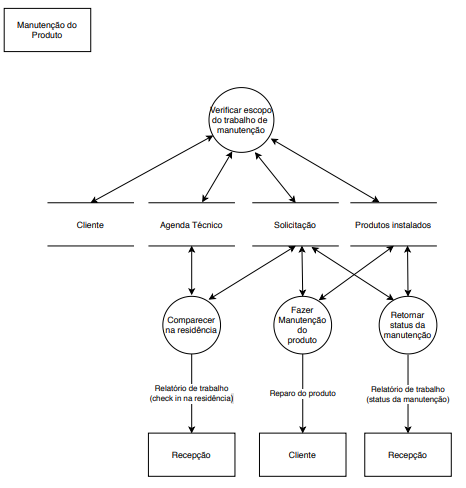 Manutenção do
Produto
Verificar escopo
do trabalho de
manutenção
Cliente
Agenda Técnico
Solicitação
Produtos instalados
Comparecer
na residência
Fazer
Manutenção
do
produto
Retornar
status da
manutenção
Relatório de trabalho
(check in na residência)
Reparo do produto
Relatório de trabalho
(status da manutenção)
Recepção
Cliente
Recepção